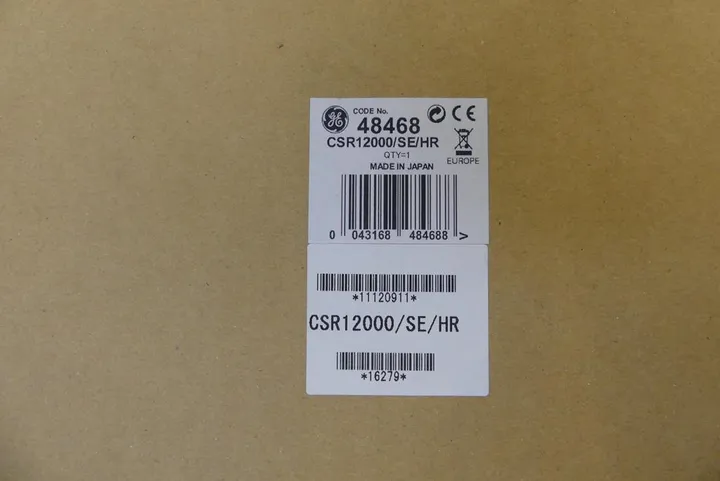 GE CODE No.
48468
CSR12000/SE/HR
QTY=1
EUROPE
MADE IN JAPAN
0 043168 484688 >
*11120911*
CSR12000/SE/HR
*16279*